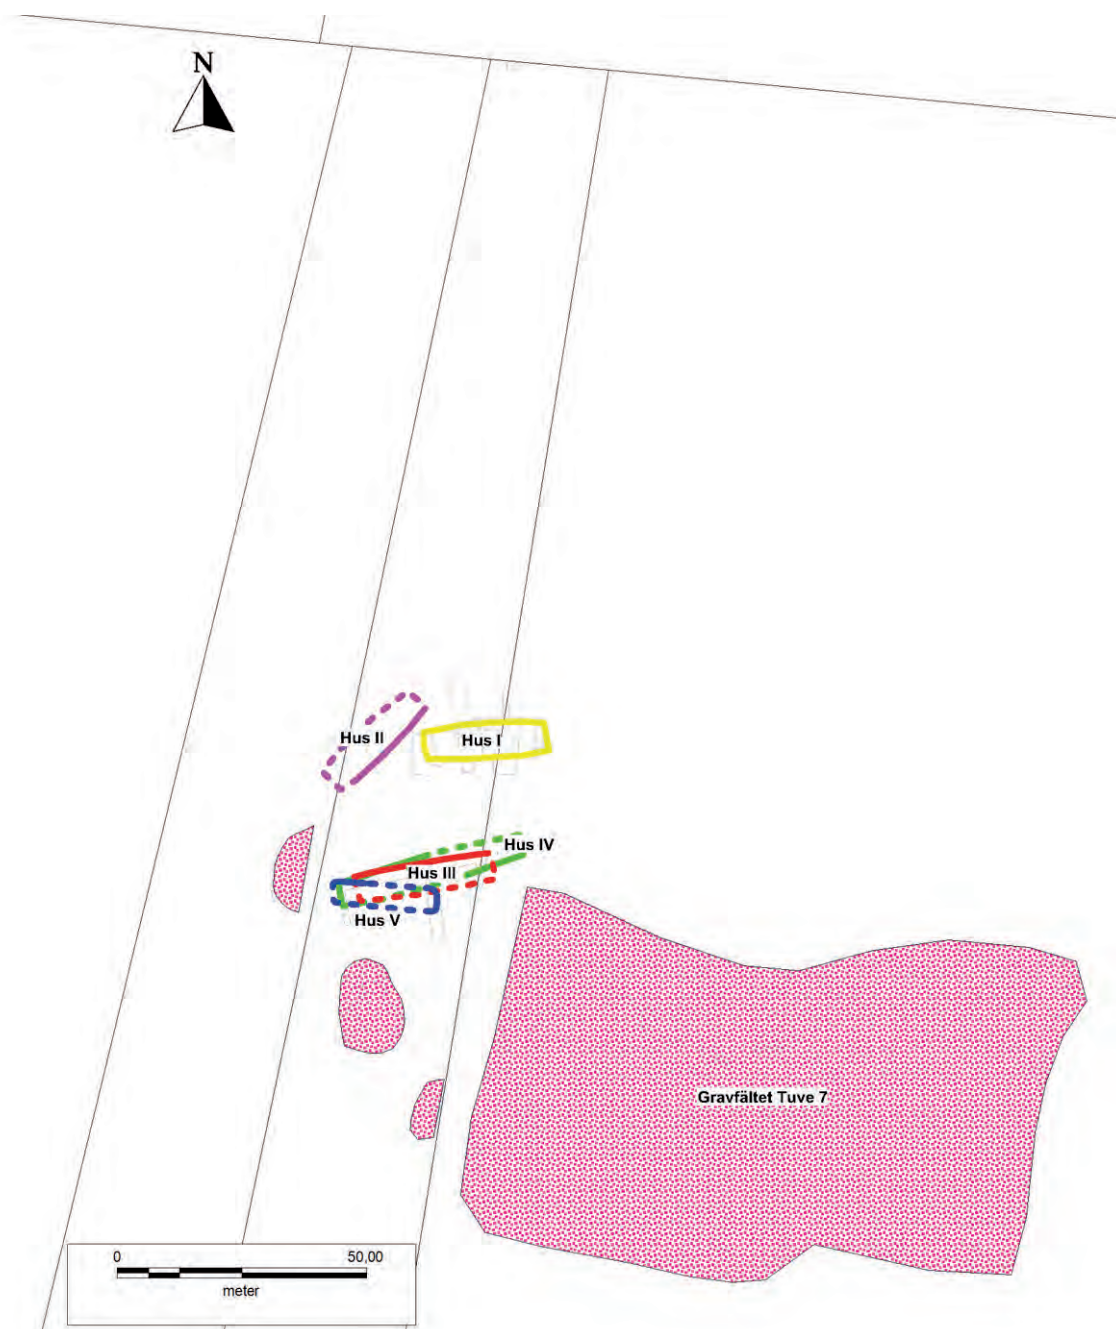 N
Hus II
Hus I
Hus IV
Hus III
Hus V
Gravfältet Tuve 7
0 50,00
meter